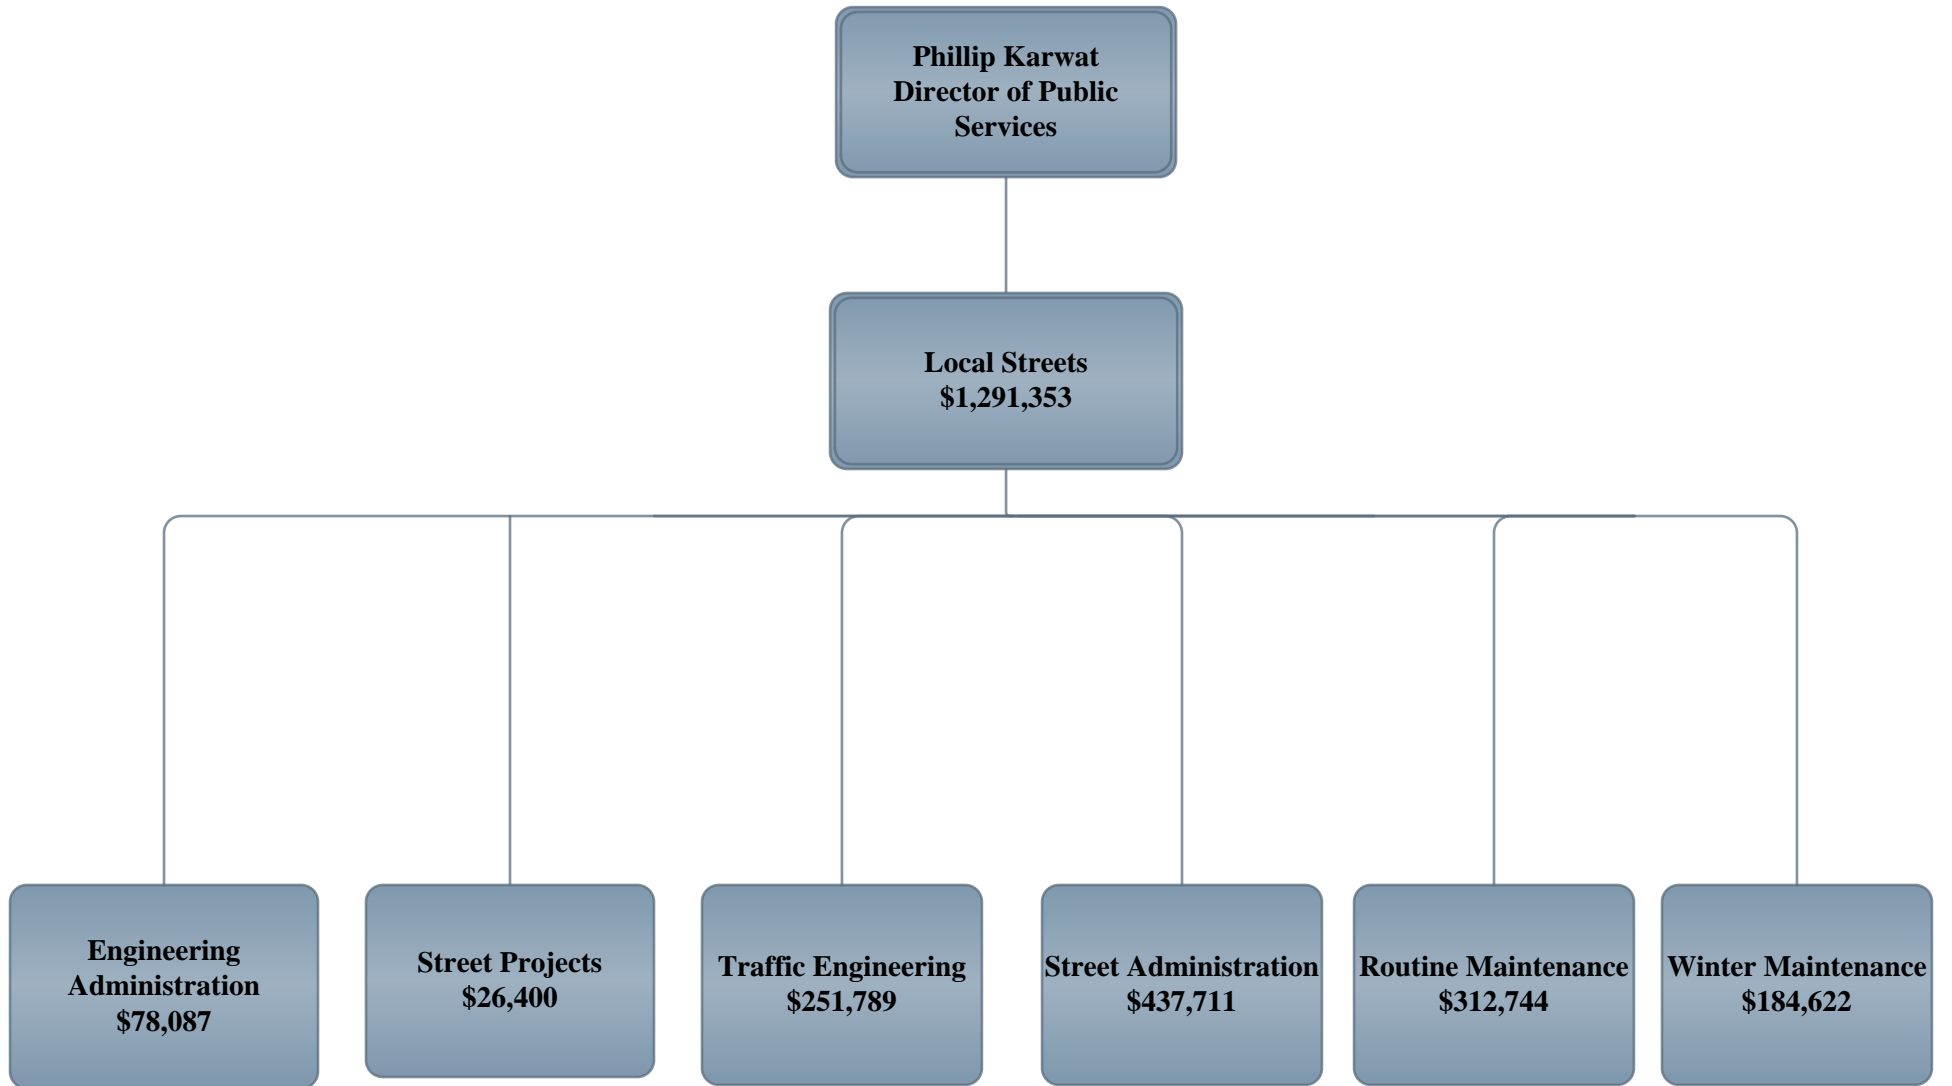 Phillip Karwat
Director of Public
Services
Local Streets
$1,291,353
Engineering
Administration
$78,087
Street Projects
$26,400
Traffic Engineering
$251,789
Street Administration
$437,711
Routine Maintenance
$312,744
Winter Maintenance
$184,622